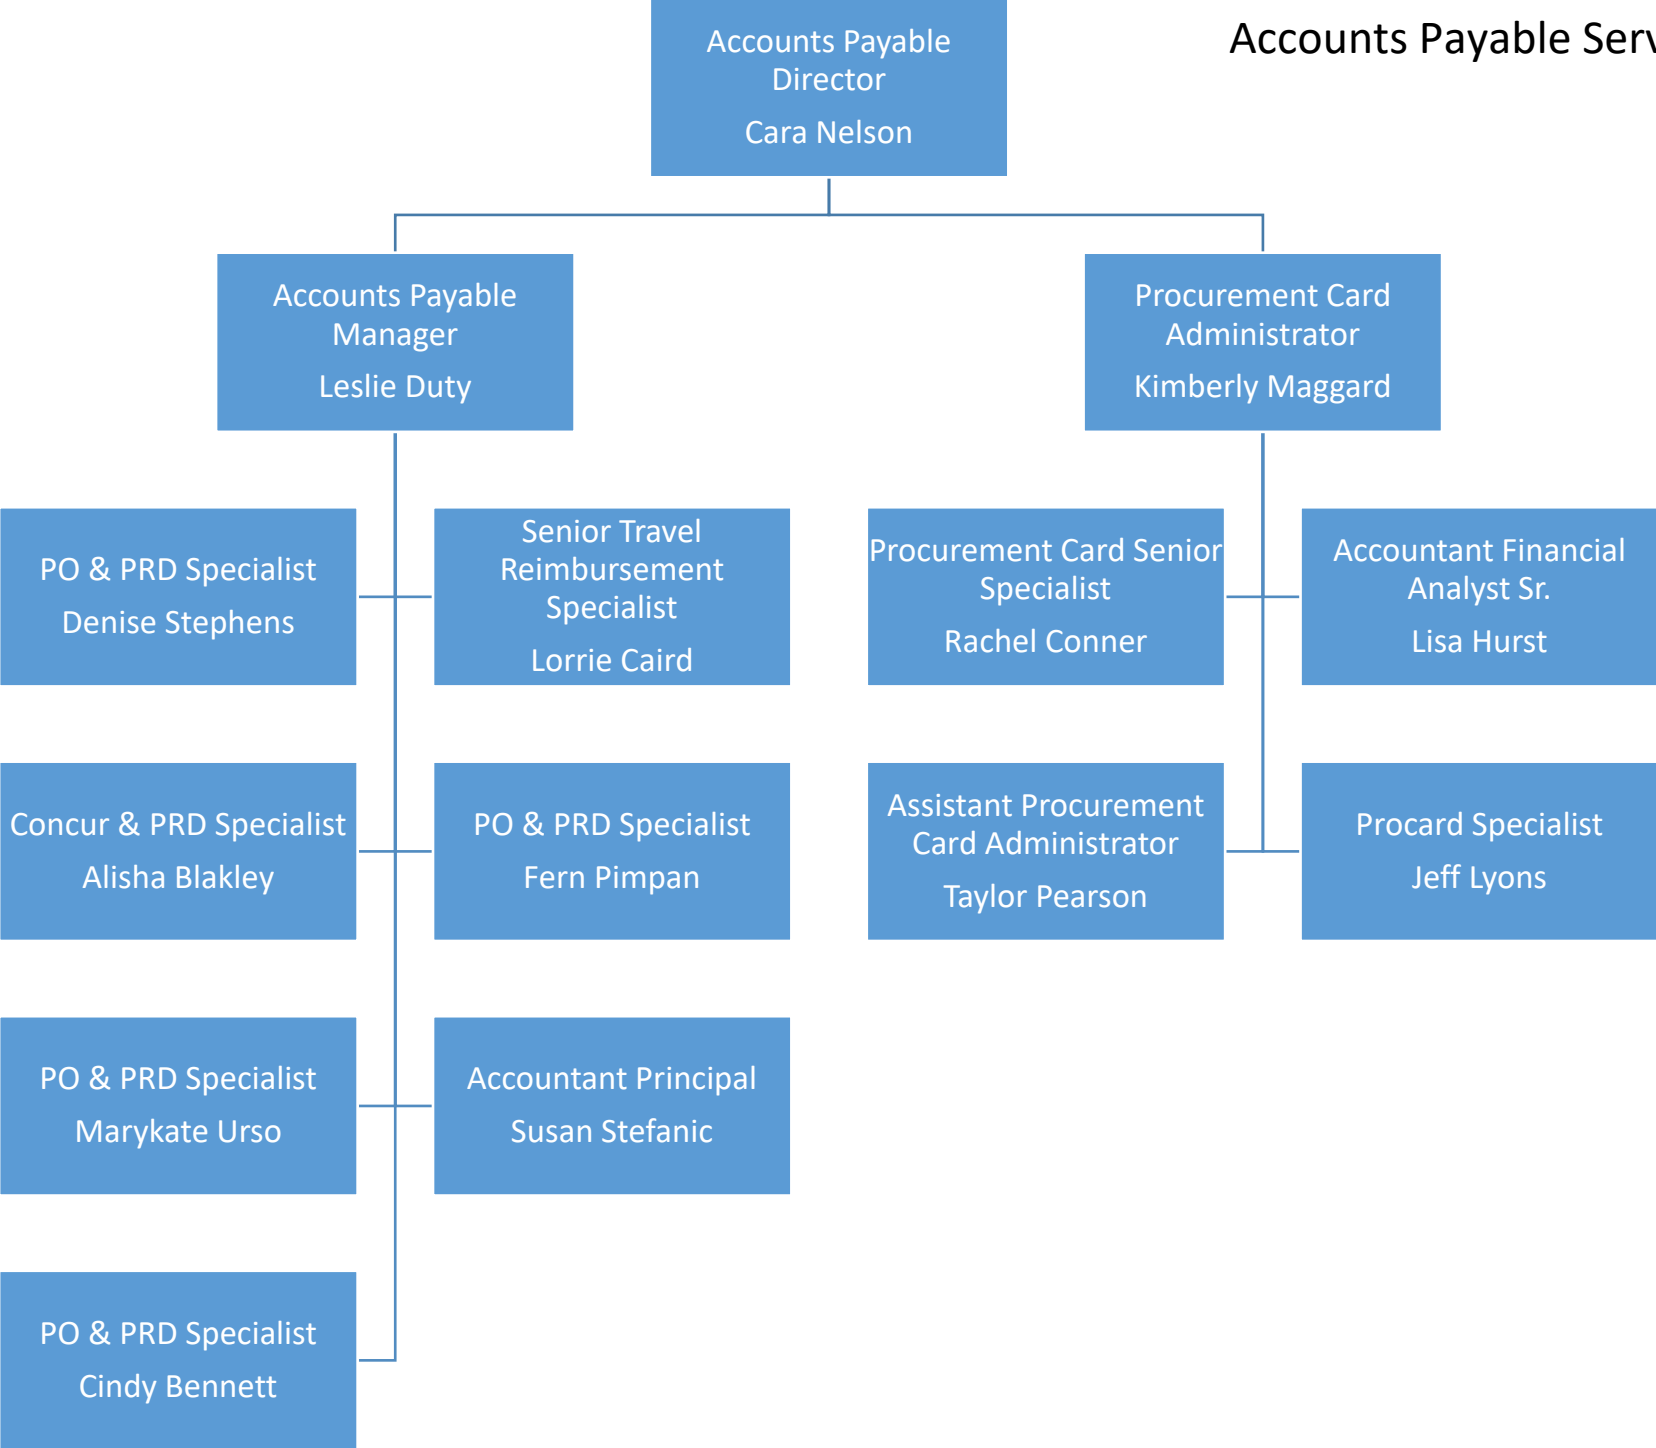 Accounts Payable
Director
Cara Nelson
Accounts Payable
Accounts Payable
Manager
Leslie Duty
Procurement Card
Administrator
Kimberly Maggard
PO & PRD Specialist
Denise Stephens
Senior Travel
Reimbursement
Specialist
Lorrie Caird
Procurement Card Senior
Specialist
Rachel Conner
Accountant Financial
Analyst Sr.
Lisa Hurst
Concur & PRD Specialist
Alisha Blakley
PO & PRD Specialist
Fern Pimpan
Assistant Procurement
Card Administrator
Taylor Pearson
Procard Specialist
Jeff Lyons
PO & PRD Specialist
Marykate Urso
Accountant Principal
Susan Stefanic
PO & PRD Specialist
Cindy Bennett